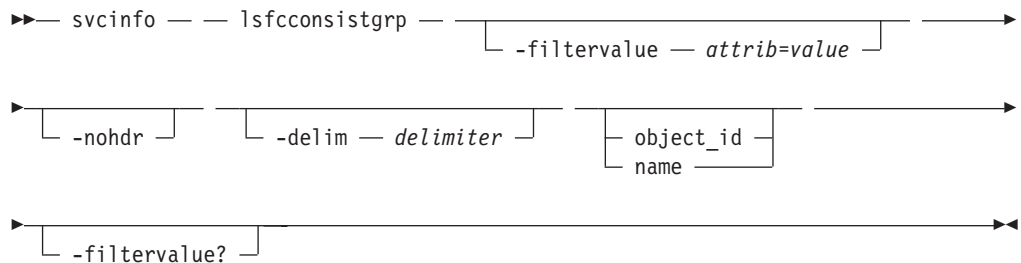 svcinfo lsfcconsistgrp
-filtervalue attrib=value
-nohdr -delim delimiter object_id
name
-filtervalue?